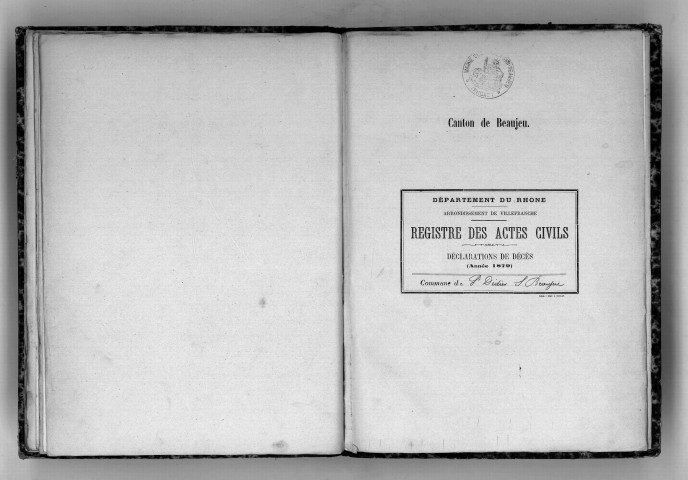 Canton de Beaujeu.
DÉPARTEMENT DU RHONE
ARRONDISSEMENT DE VILLEFRANCHE
REGISTRE DES ACTES CIVILS
DÉCLARATIONS DE DÉCÈS
(Année 1879)
Commune de St Didier S. Beaujeu